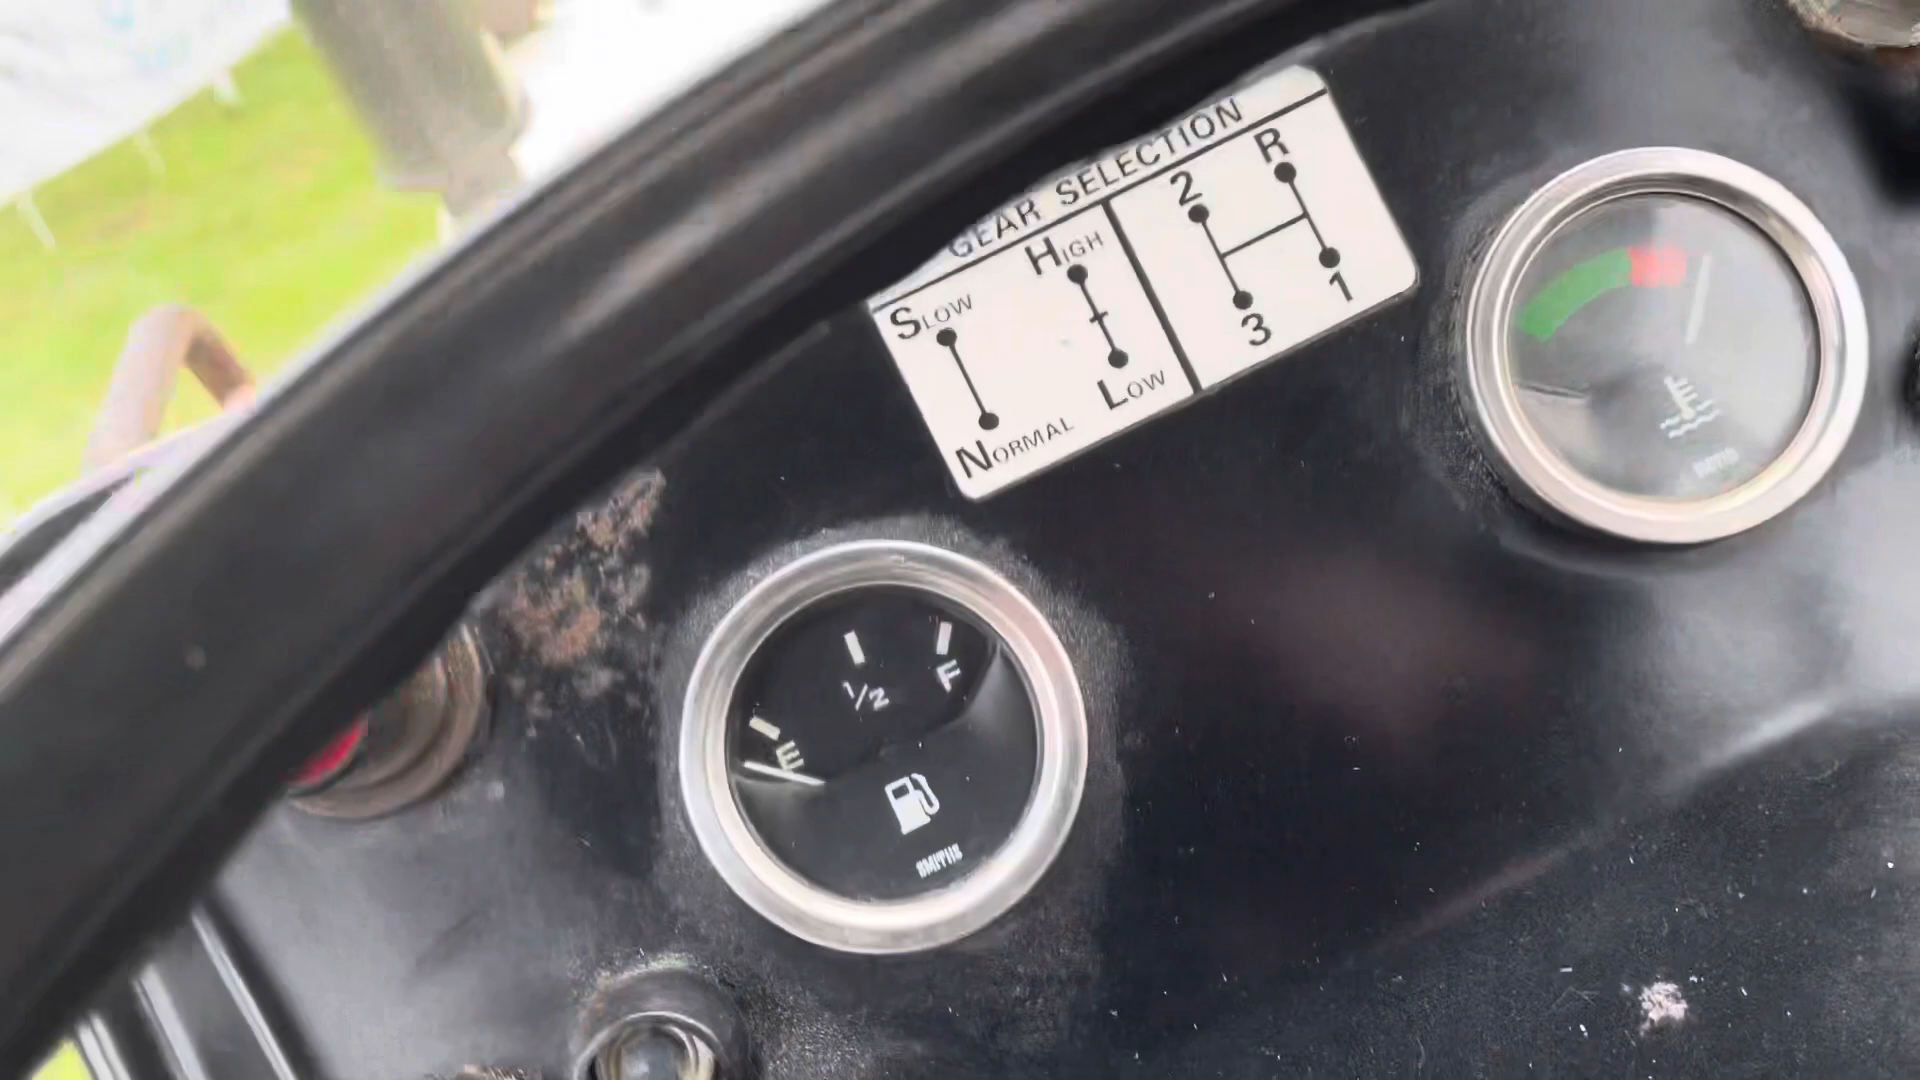 GEAR SELECTION
SLOW HIGH 2 R
NORMAL LOW 3 1
E 1/2 F
SMITHS